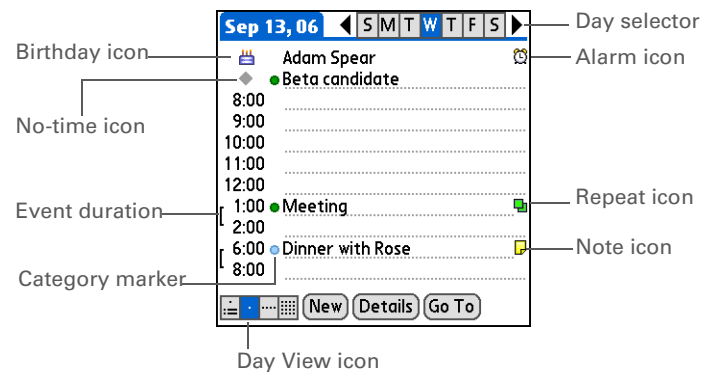 Sep 13, 06 S M T W T F S Day selector
Birthday icon Adam Spear Alarm icon
Beta candidate
No-time icon
8:00
9:00
10:00
11:00
12:00
Event duration 1:00 Meeting Repeat icon
2:00
6:00 Dinner with Rose Note icon
Category marker 8:00
New Details Go To
Day View icon